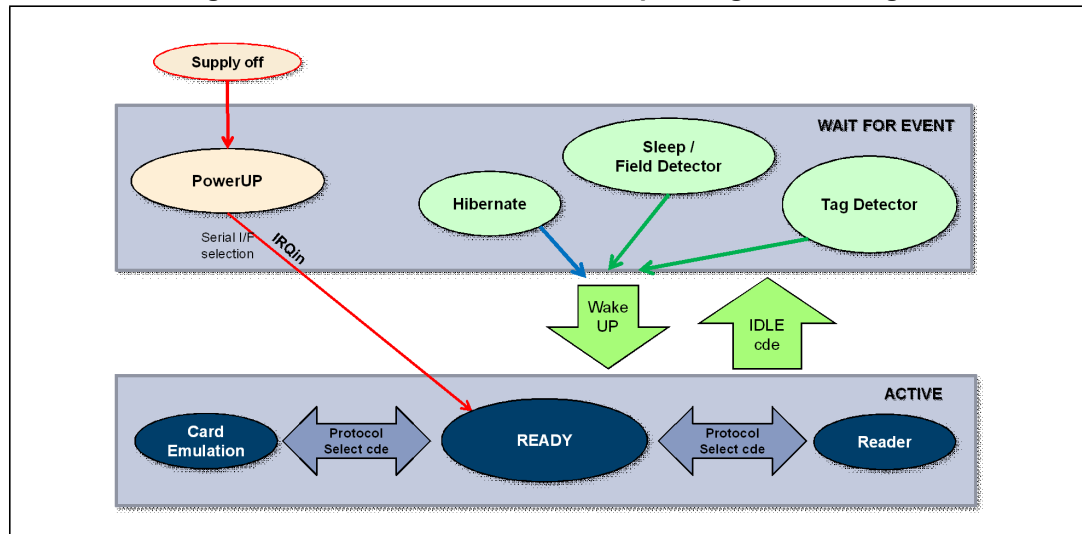 Supply off
WAIT FOR EVENT
Sleep /
Field Detector
PowerUP
Hibernate
Tag Detector
Serial I/F
selection
IRQin
Wake
UP
IDLE
cde
ACTIVE
Card
Emulation
Protocol
Select cde
READY
Protocol
Select cde
Reader